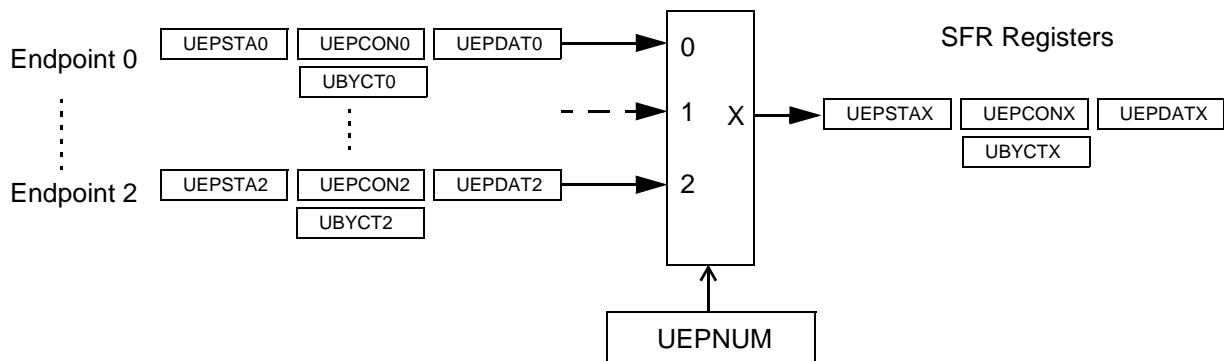 Endpoint 0
UEPSTA0 UEPCON0 UEPDAT0
UBYCT0
Endpoint 2
UEPSTA2 UEPCON2 UEPDAT2
UBYCT2
0
1
2
X
SFR Registers
UEPSTAX UEPCONX UEPDATX
UBYCTX
UEPNUM